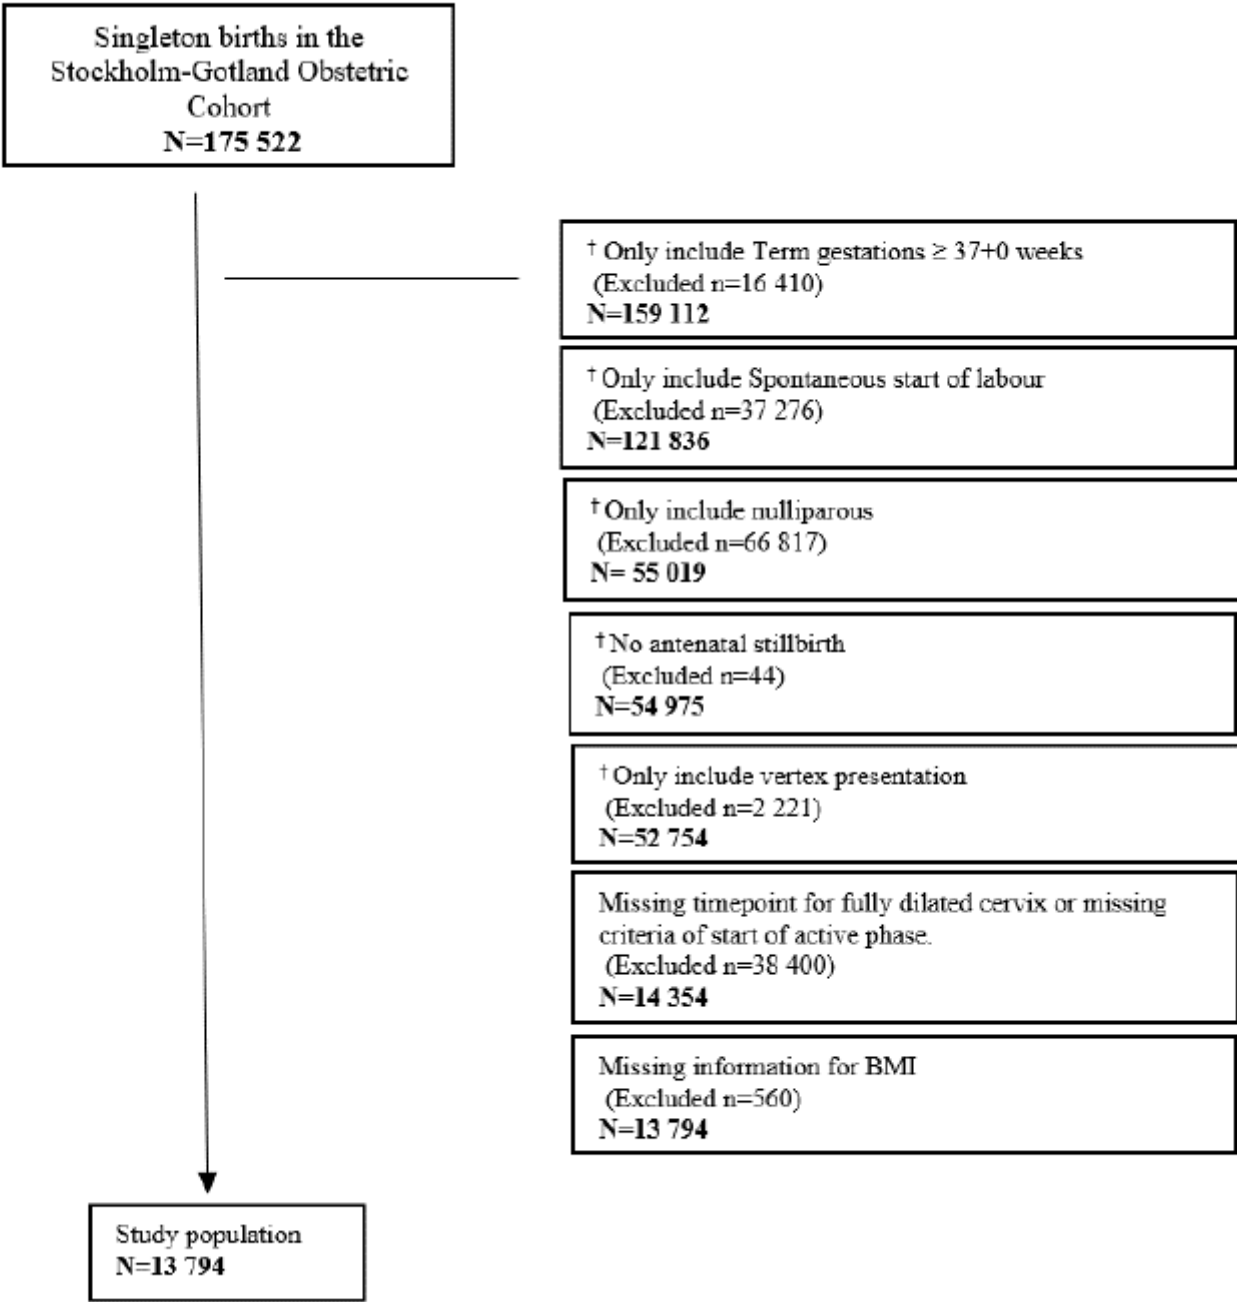 Singleton births in the
Stockholm-Gotland Obstetric
Cohort
N=175 522
† Only include Term gestations ≥ 37+0 weeks
(Excluded n=16 410)
N=159 112
† Only include Spontaneous start of labour
(Excluded n=37 276)
N=121 836
† Only include nulliparous
(Excluded n=66 817)
N= 55 019
† No antenatal stillbirth
(Excluded n=44)
N=54 975
† Only include vertex presentation
(Excluded n=2 221)
N=52 754
Missing timepoint for fully dilated cervix or missing
criteria of start of active phase.
(Excluded n=38 400)
N=14 354
Missing information for BMI
(Excluded n=560)
N=13 794
Study population
N=13 794